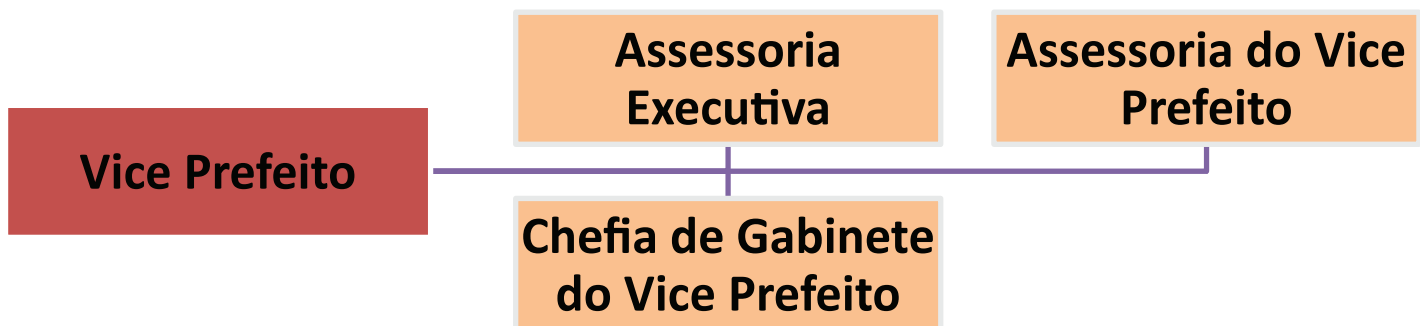 Vice Prefeito
Assessoria
Executiva
Assessoria do Vice
Prefeito
Chefia de Gabinete
do Vice Prefeito